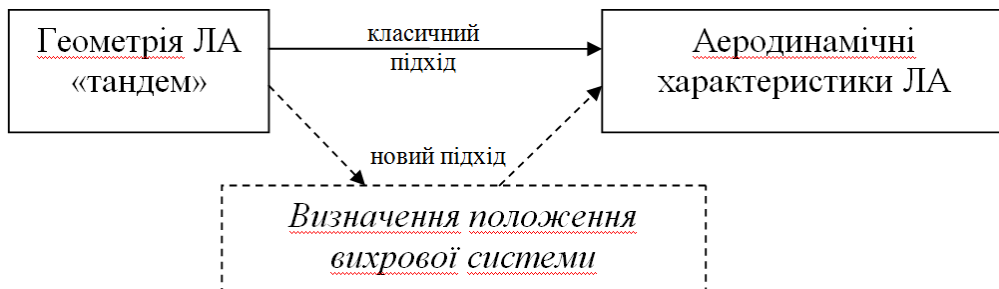 Геометрія ЛА
«тандем»
класичний
підхід
Аеродинамічні
характеристики ЛА
новий підхід
Визначення положення
вихрової системи